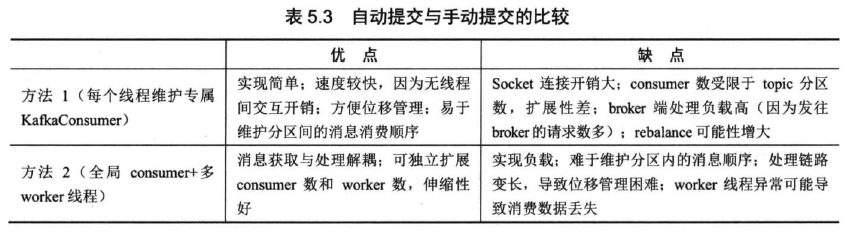 表 5.3 自动提交与手动提交的比较
优 点
缺 点
方法 1（每个线程维护专属
KafkaConsumer）
实现简单；速度较快，因为无线程
间交互开销；方便位移管理；易于
维护分区间的消息消费顺序
Socket 连接开销大；consumer 数受限于 topic 分区
数，扩展性差；broker 端处理负载高（因为发往
broker 的请求数多）；rebalance 可能性增大
方法 2（全局 consumer+多
worker 线程）
消息获取与处理解耦；可独立扩展
consumer 数和 worker 数，伸缩性
好
实现负载；难于维护分区内的消息顺序；处理链路
变长，导致位移管理困难；worker 线程异常可能导
致消费数据丢失